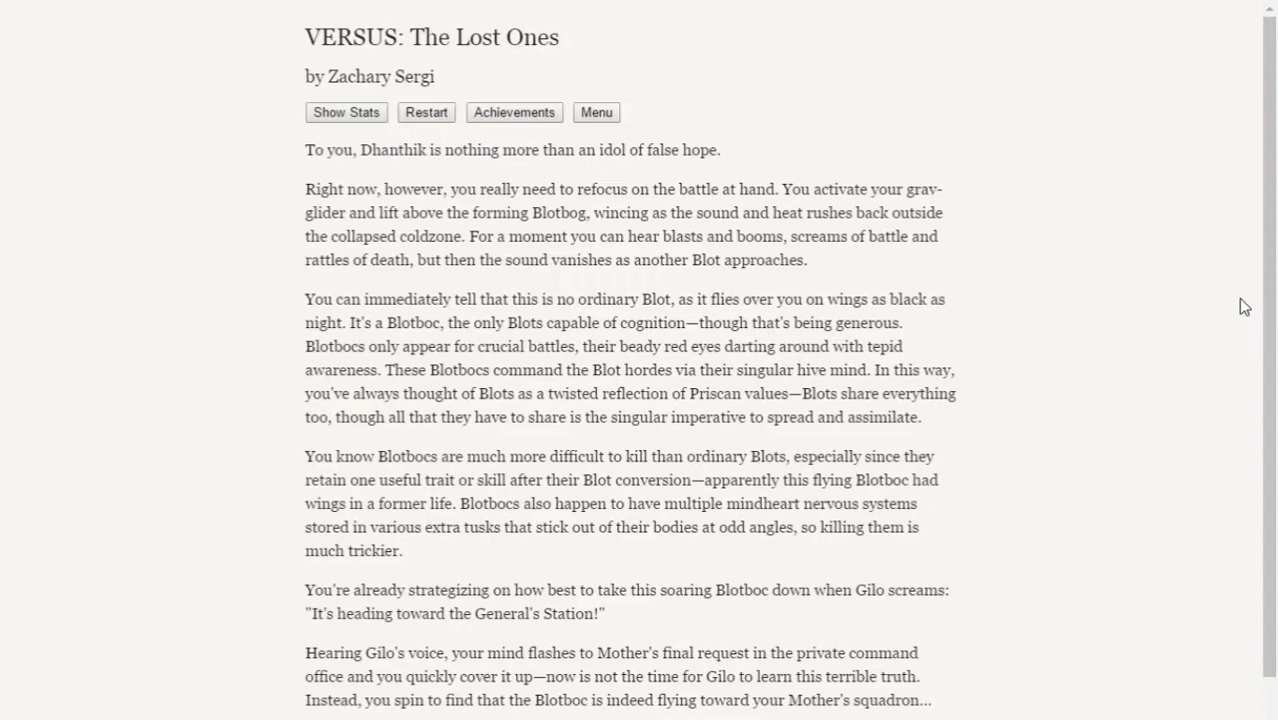 VERSUS: The Lost Ones
by Zachary Sergi
Show Stats Restart Achievements Menu
To you, Dhanthik is nothing more than an idol of false hope.
Right now, however, you really need to refocus on the battle at hand. You activate your grav-
glider and lift above the forming Blotbog, wincing as the sound and heat rushes back outside
the collapsed coldzone. For a moment you can hear blasts and booms, screams of battle and
rattles of death, but then the sound vanishes as another Blot approaches.
You can immediately tell that this is no ordinary Blot, as it flies over you on wings as black as
night. It's a Blotboc, the only Blots capable of cognition—though that's being generous.
Blotbocs only appear for crucial battles, their beady red eyes darting around with tepid
awareness. These Blotbocs command the Blot hordes via their singular hive mind. In this way,
you've always thought of Blots as a twisted reflection of Priscan values—Blots share everything
too, though all that they have to share is the singular imperative to spread and assimilate.
You know Blotbocs are much more difficult to kill than ordinary Blots, especially since they
retain one useful trait or skill after their Blot conversion—apparently this flying Blotboc had
wings in a former life. Blotbocs also happen to have multiple mindheart nervous systems
stored in various extra tusks that stick out of their bodies at odd angles, so killing them is
much trickier.
You're already strategizing on how best to take this soaring Blotboc down when Gilo screams:
"It's heading toward the General's Station!"
Hearing Gilo's voice, your mind flashes to Mother's final request in the private command
office and you quickly cover it up—now is not the time for Gilo to learn this terrible truth.
Instead, you spin to find that the Blotboc is indeed flying toward your Mother's squadron...